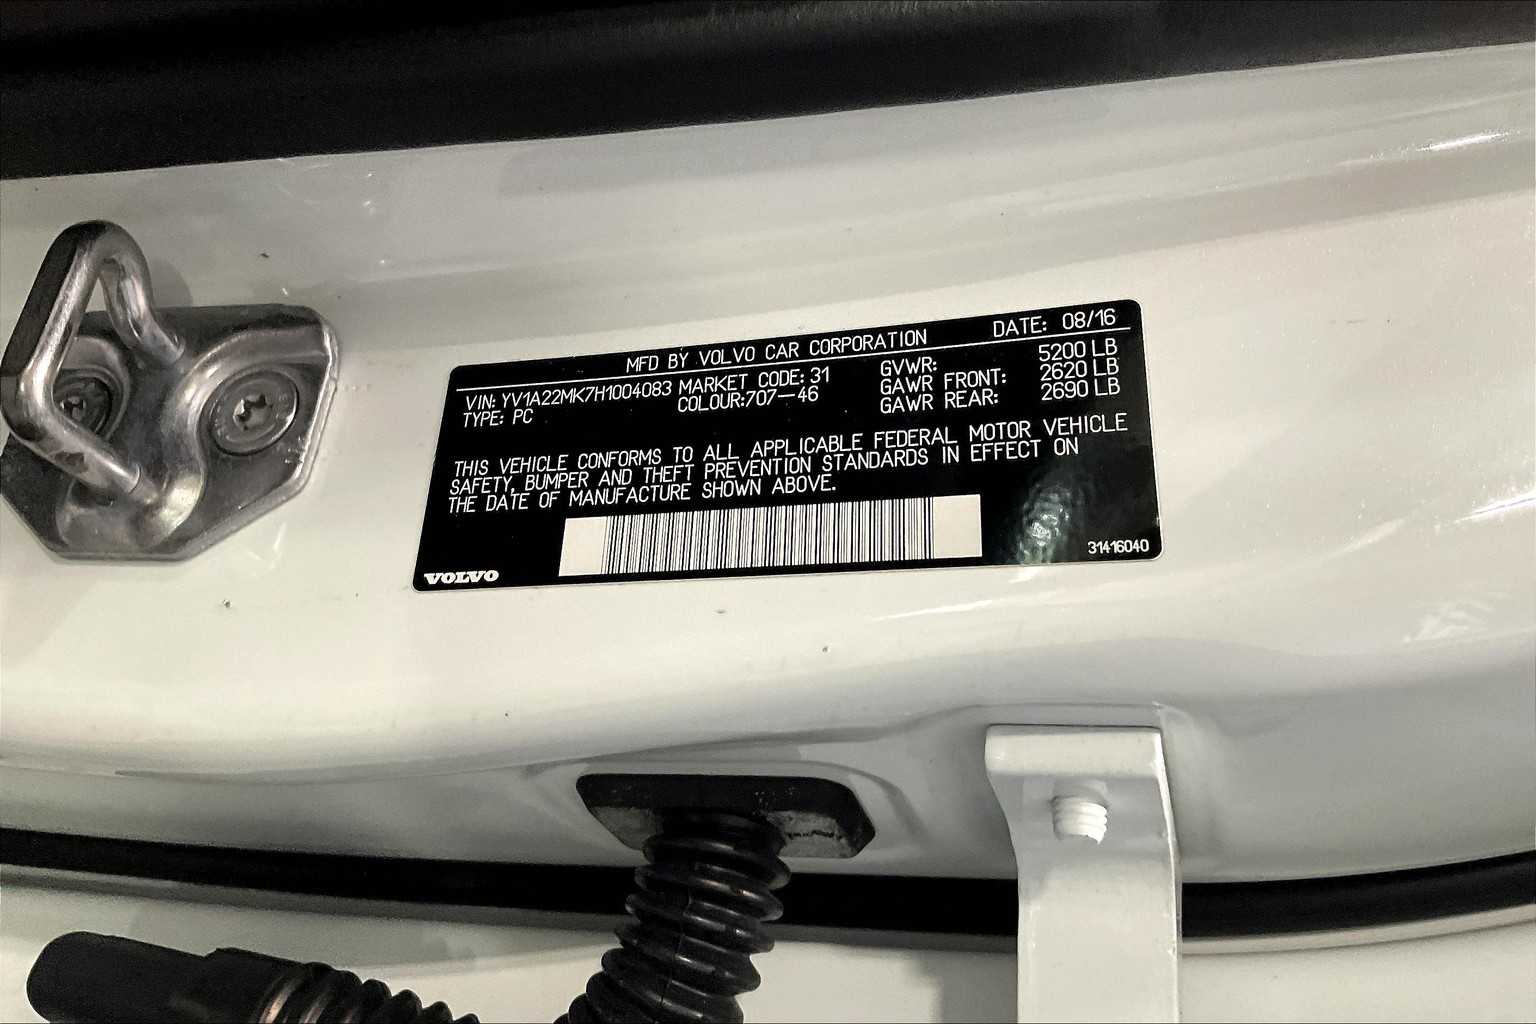 MFD BY VOLVO CAR CORPORATION DATE: 08/16
VIN: YV1A22MK7H1004083 MARKET CODE: 31 GVWR: 5200 LB
TYPE: PC COLOUR:707-46 GAWR FRONT: 2620 LB
GAWR REAR: 2690 LB
THIS VEHICLE CONFORMS TO ALL APPLICABLE FEDERAL MOTOR VEHICLE
SAFETY, BUMPER AND THEFT PREVENTION STANDARDS IN EFFECT ON
THE DATE OF MANUFACTURE SHOWN ABOVE.
VOLVO 31416040